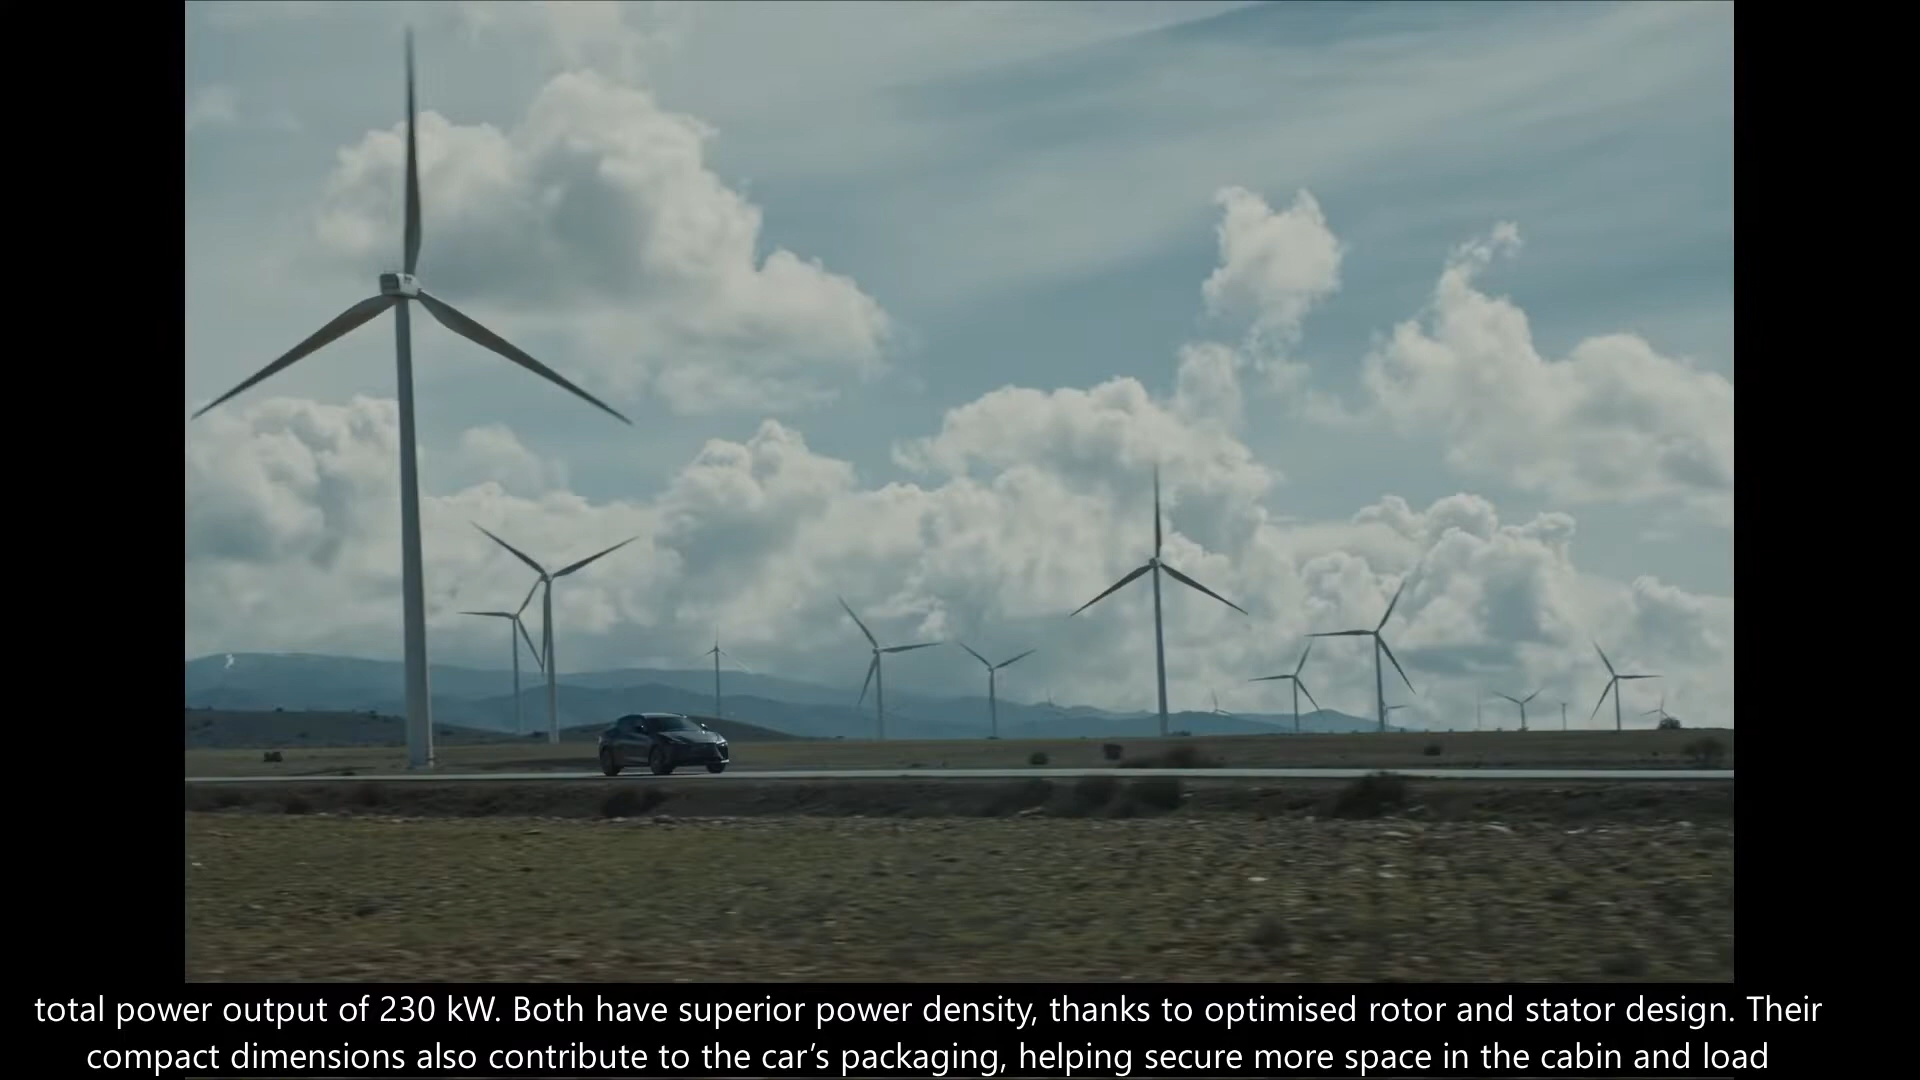 total power output of 230 kW. Both have superior power density, thanks to optimised rotor and stator design. Their
compact dimensions also contribute to the car’s packaging, helping secure more space in the cabin and load